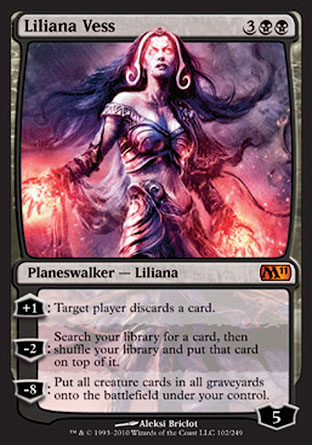 Liliana Vess 3
Planeswalker — Liliana M11
+1 : Target player discards a card.
-2 : Search your library for a card, then
shuffle your library and put that card
on top of it.
-8 : Put all creature cards in all graveyards
onto the battlefield under your control.
Aleksi Briclot 5
™ & © 1993–2010 Wizards of the Coast LLC 102/249